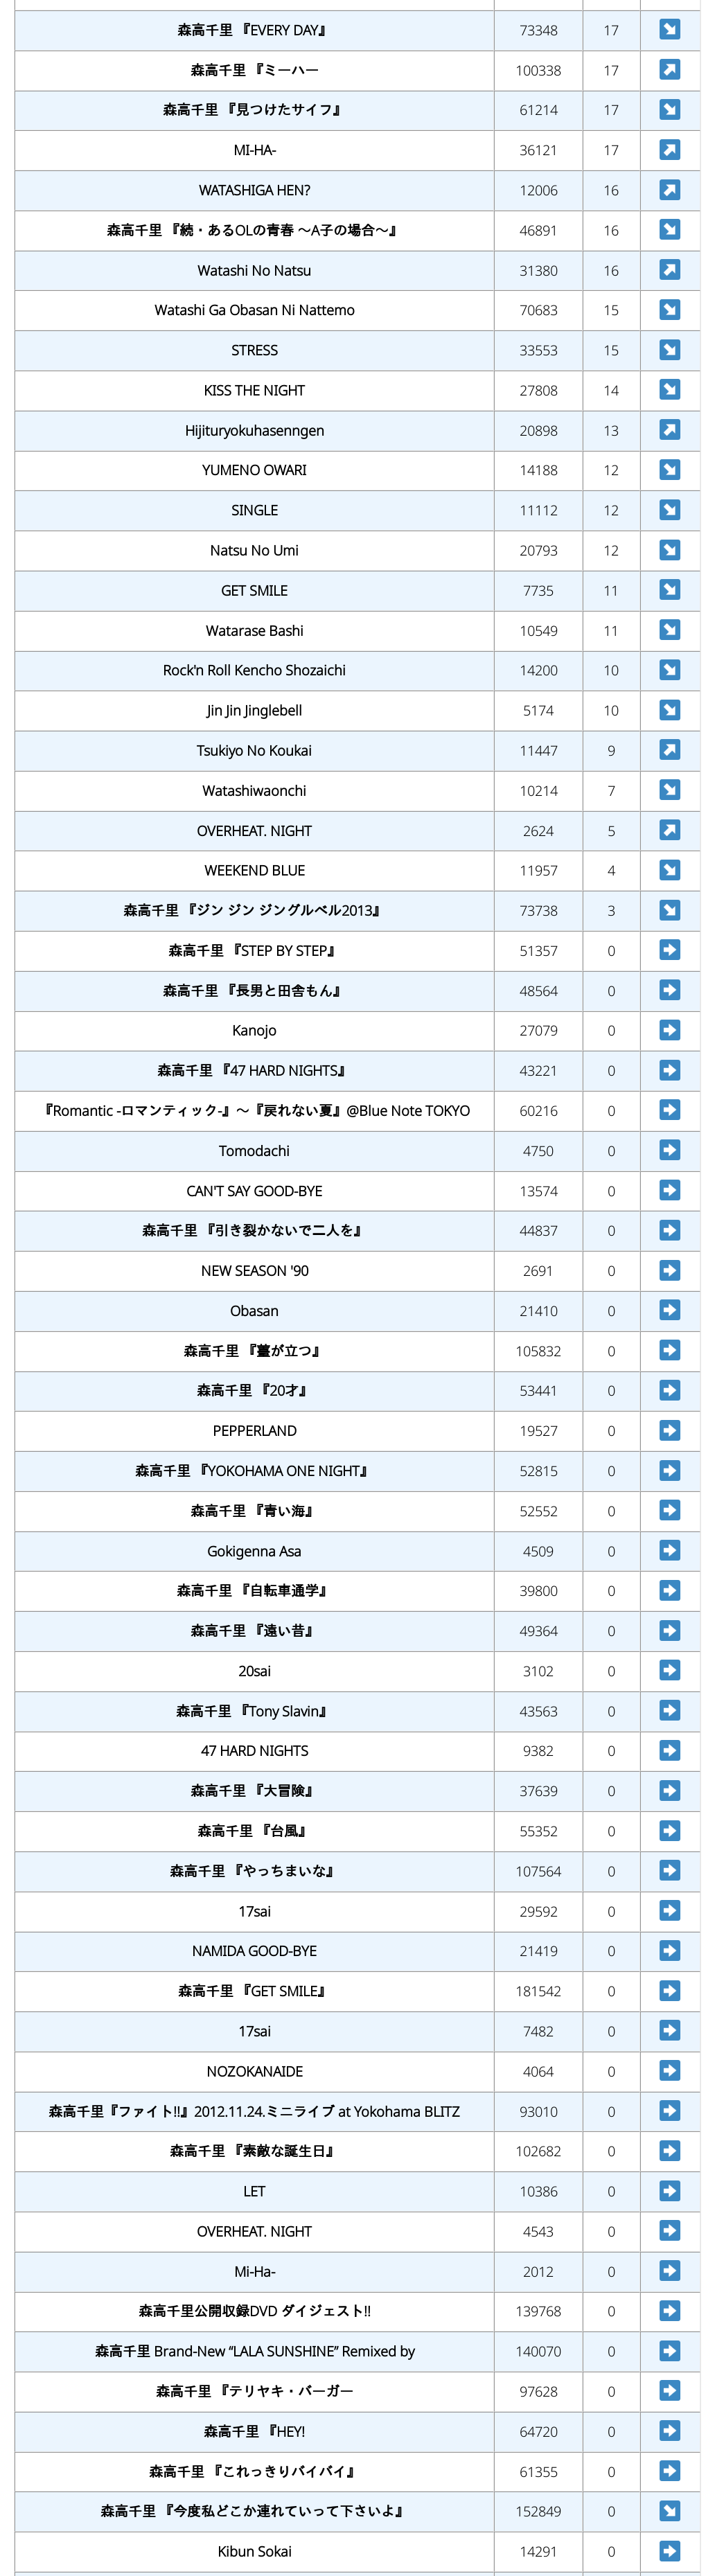 森高千里 『EVERY DAY』 73348 17
森高千里 『ミーハー 100338 17
森高千里 『見つけたサイフ』 61214 17
MI-HA- 36121 17
WATASHIGA HEN? 12006 16
森高千里 『続・あるOLの青春 〜A子の場合〜』 46891 16
Watashi No Natsu 31380 16
Watashi Ga Obasan Ni Nattemo 70683 15
STRESS 33553 15
KISS THE NIGHT 27808 14
Hijituryokuhasenngen 20898 13
YUMENO OWARI 14188 12
SINGLE 11112 12
Natsu No Umi 20793 12
GET SMILE 7735 11
Watarase Bashi 10549 11
Rock'n Roll Kencho Shozaichi 14200 10
Jin Jin Jinglebell 5174 10
Tsukiyo No Koukai 11447 9
Watashiwaonchi 10214 7
OVERHEAT. NIGHT 2624 5
WEEKEND BLUE 11957 4
森高千里 『ジン ジン ジングルベル2013』 73738 3
森高千里 『STEP BY STEP』 51357 0
森高千里 『長男と田舎もん』 48564 0
Kanojo 27079 0
森高千里 『47 HARD NIGHTS』 43221 0
『Romantic -ロマンティック-』〜『戻れない夏』@Blue Note TOKYO 60216 0
Tomodachi 4750 0
CAN'T SAY GOOD-BYE 13574 0
森高千里 『引き裂かないで二人を』 44837 0
NEW SEASON '90 2691 0
Obasan 21410 0
森高千里 『薹が立つ』 105832 0
森高千里 『20才』 53441 0
PEPPERLAND 19527 0
森高千里 『YOKOHAMA ONE NIGHT』 52815 0
森高千里 『青い海』 52552 0
Gokigenna Asa 4509 0
森高千里 『自転車通学』 39800 0
森高千里 『遠い昔』 49364 0
20sai 3102 0
森高千里 『Tony Slavin』 43563 0
47 HARD NIGHTS 9382 0
森高千里 『大冒険』 37639 0
森高千里 『台風』 55352 0
森高千里 『やっちまいな』 107564 0
17sai 29592 0
NAMIDA GOOD-BYE 21419 0
森高千里 『GET SMILE』 181542 0
17sai 7482 0
NOZOKANAIDE 4064 0
森高千里『ファイト!!』2012.11.24.ミニライブ at Yokohama BLITZ 93010 0
森高千里 『素敵な誕生日』 102682 0
LET 10386 0
OVERHEAT. NIGHT 4543 0
Mi-Ha- 2012 0
森高千里公開収録DVD ダイジェスト!! 139768 0
森高千里 Brand-New “LALA SUNSHINE” Remixed by 140070 0
森高千里 『テリヤキ・バーガー 97628 0
森高千里 『HEY! 64720 0
森高千里 『これっきりバイバイ』 61355 0
森高千里 『今度私どこか連れていって下さいよ』 152849 0
Kibun Sokai 14291 0